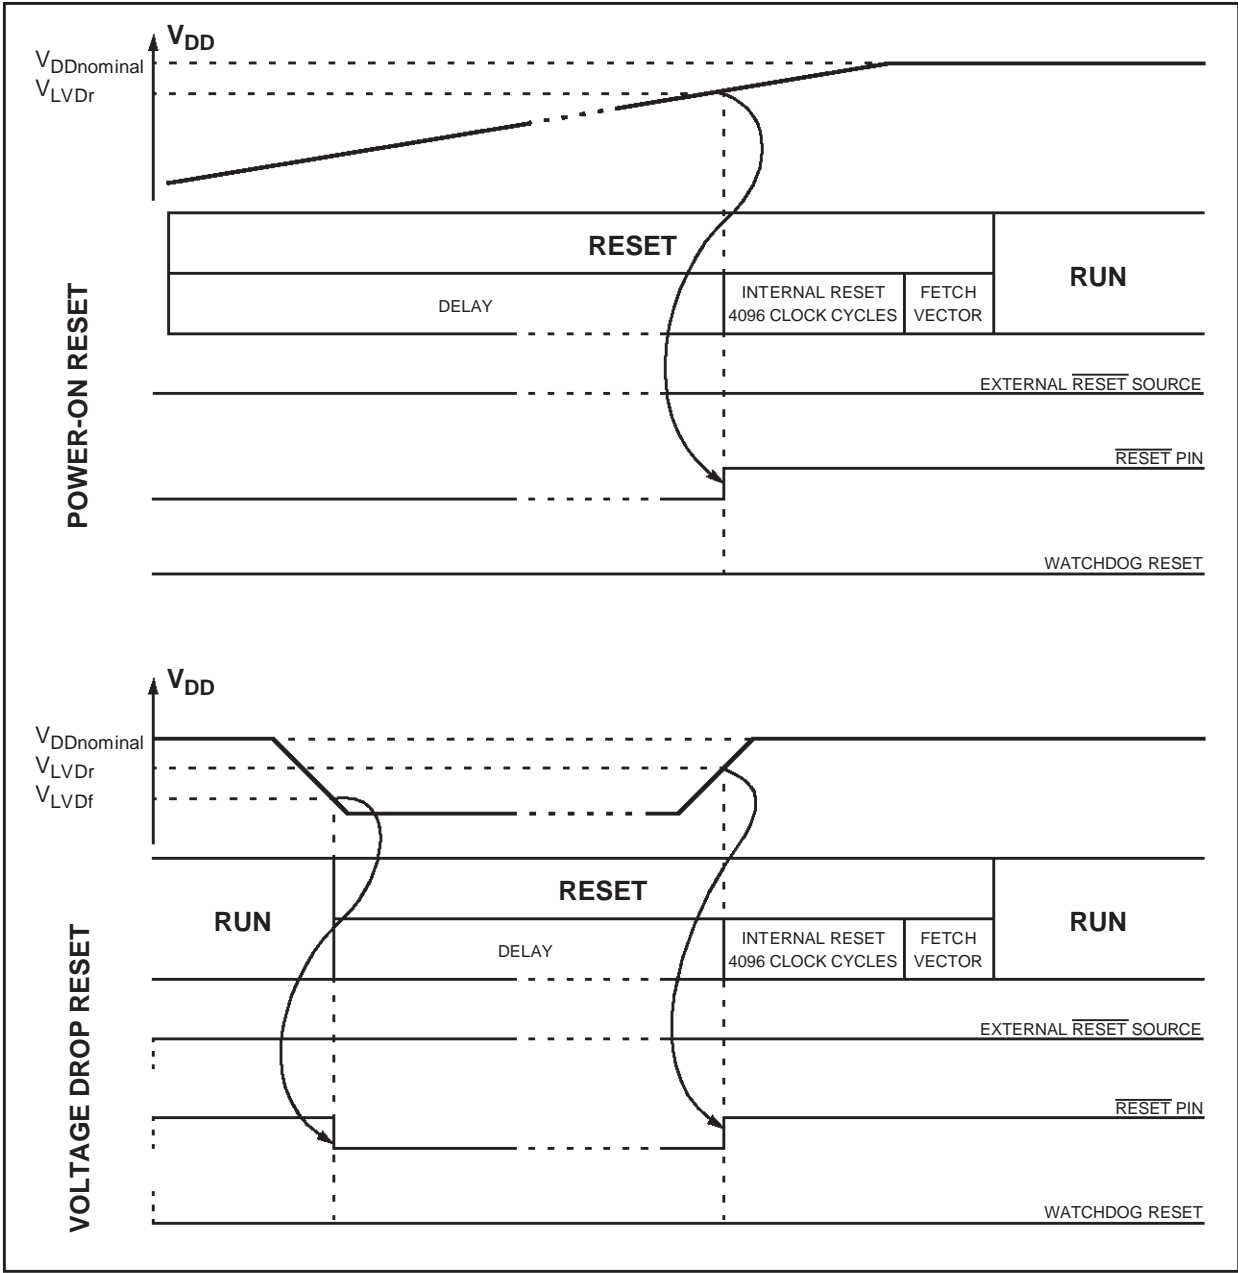 VDD
VDDnominal
VLVDr
POWER-ON RESET
RESET
RUN
DELAY
INTERNAL RESET
4096 CLOCK CYCLES
FETCH
VECTOR
EXTERNAL RESET SOURCE
RESET PIN
WATCHDOG RESET
VDD
VDDnominal
VLVDr
VLVDf
VOLTAGE DROP RESET
RUN
RESET
RUN
DELAY
INTERNAL RESET
4096 CLOCK CYCLES
FETCH
VECTOR
EXTERNAL RESET SOURCE
RESET PIN
WATCHDOG RESET